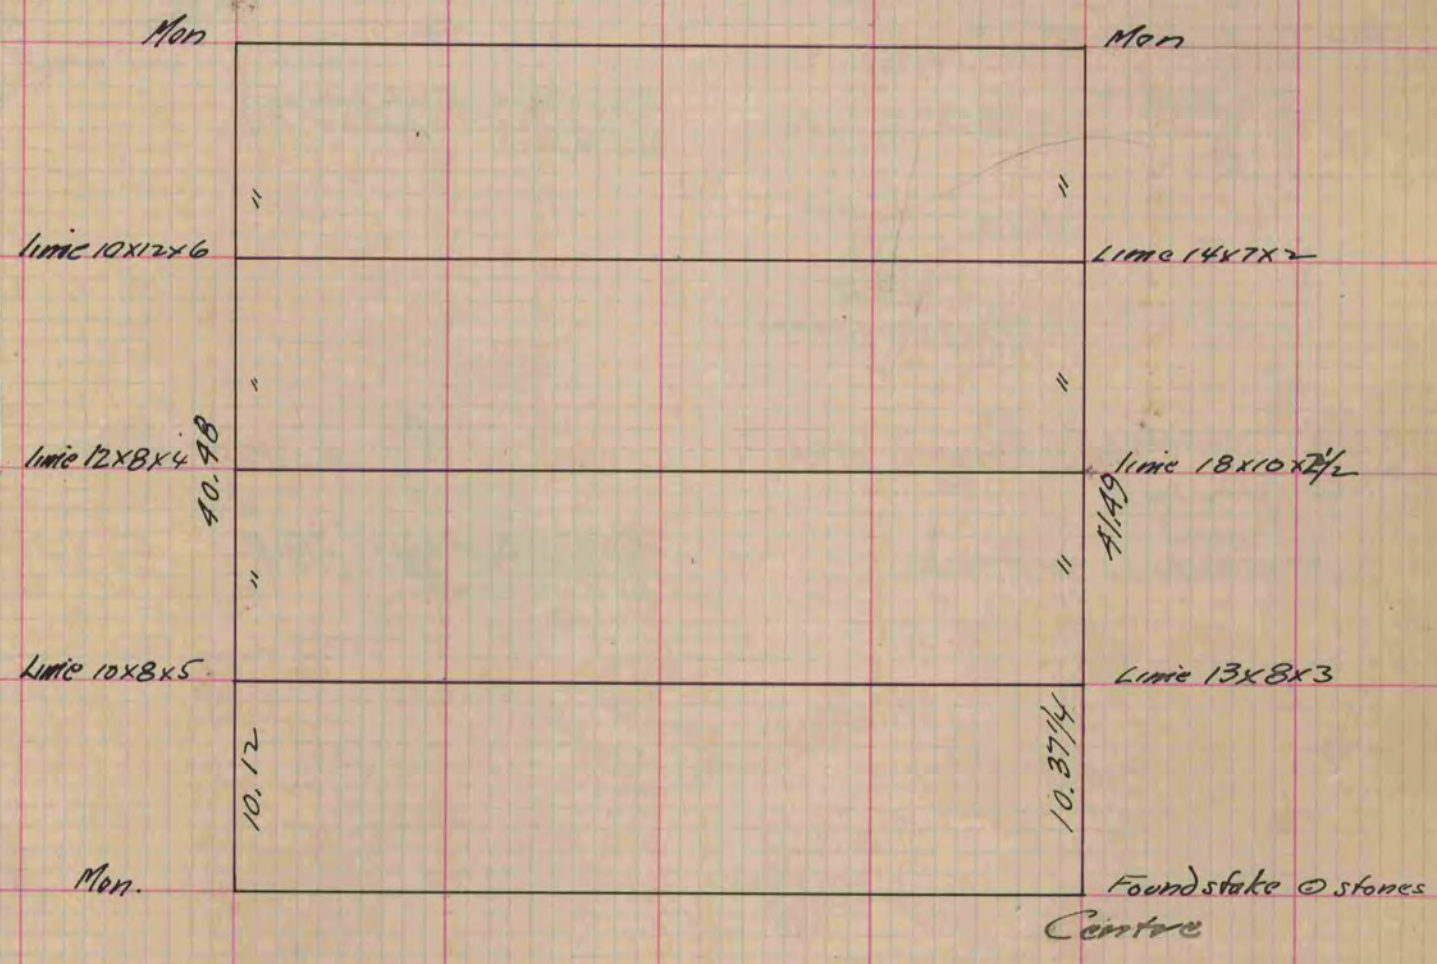 Mon
Mon
"
"
lime 10x12x6
Lime 14x7x2
"
"
lime 12x8x4
40.48
lime 18x10x2½
41.49
"
"
Lime 10x8x5
Lime 13x8x3
10.12
10.37¼
Mon.
Found stake ⊙ stones
Centre